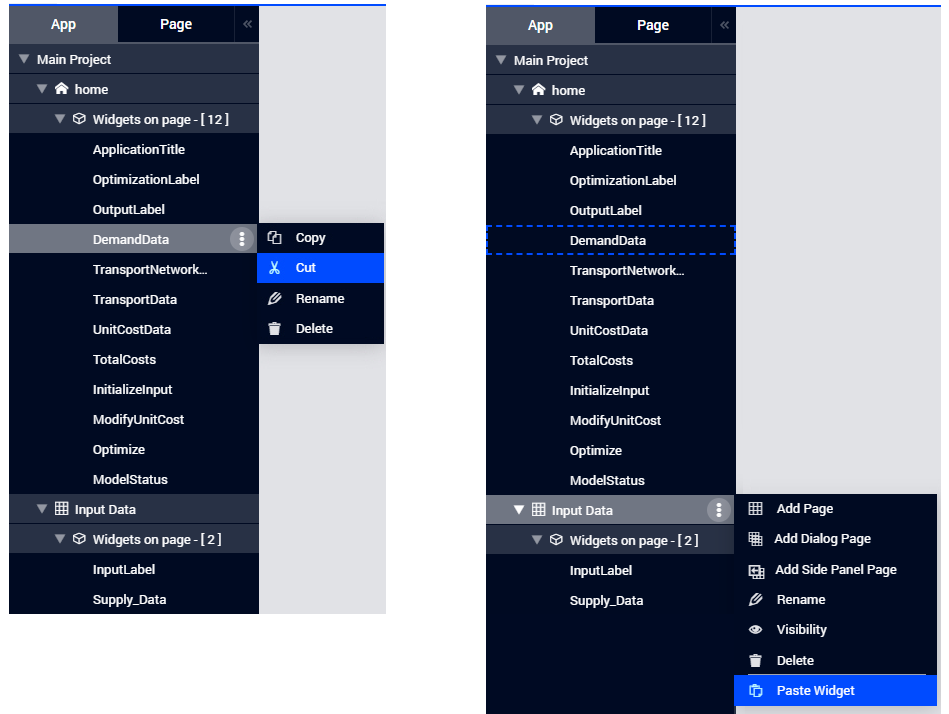 App Page «
Main Project
home
Widgets on page - [ 12 ]
ApplicationTitle
OptimizationLabel
OutputLabel
DemandData
TransportNetwork...
TransportData
UnitCostData
TotalCosts
InitializeInput
ModifyUnitCost
Optimize
ModelStatus
Input Data
Widgets on page - [ 2 ]
InputLabel
Supply_Data
Copy
Cut
Rename
Delete
App Page «
Main Project
home
Widgets on page - [ 12 ]
ApplicationTitle
OptimizationLabel
OutputLabel
DemandData
TransportNetwork...
TransportData
UnitCostData
TotalCosts
InitializeInput
ModifyUnitCost
Optimize
ModelStatus
Input Data
Widgets on page - [ 2 ]
InputLabel
Supply_Data
Add Page
Add Dialog Page
Add Side Panel Page
Rename
Visibility
Delete
Paste Widget